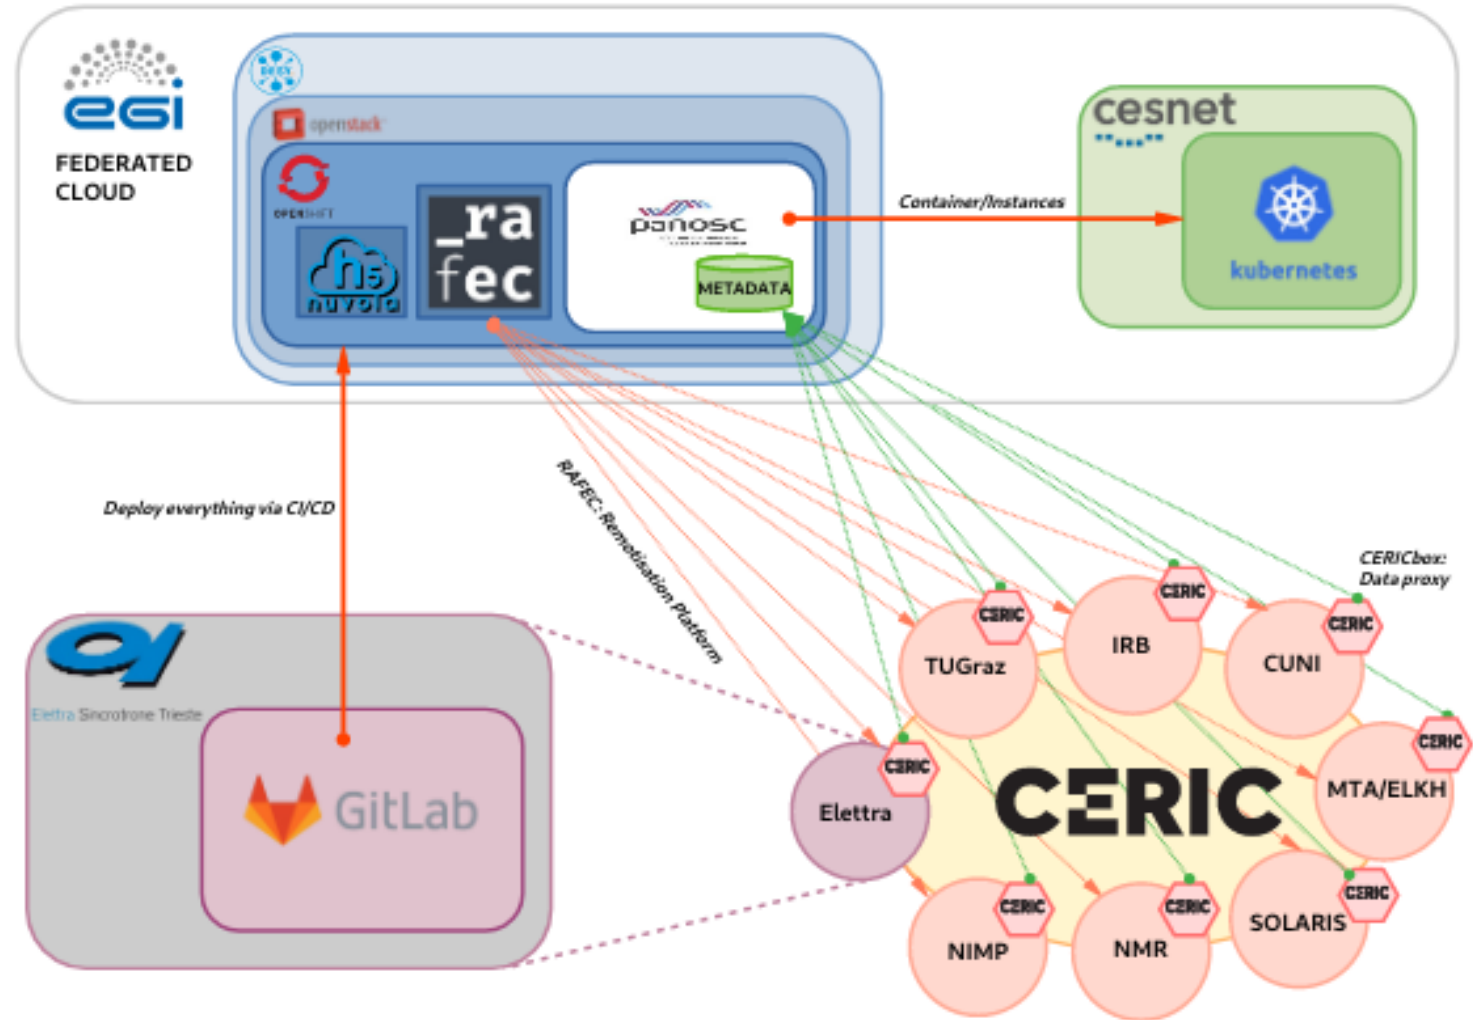 egi
FEDERATED
CLOUD
DESY
openstack
OPENSHIFT
h5
nuvola
_ra
fec
panosc
METADATA
Container/Instances
cesnet
kubernetes
Deploy everything via CI/CD
RAFEC: Remotisation Platform
CERICbox:
Data proxy
Elettra Sincrotrone Trieste
GitLab
CERIC
TUGraz
CERIC
IRB
CERIC
CUNI
CERIC
MTA/ELKH
CERIC
Elettra
CERIC
CERIC
NIMP
CERIC
NMR
CERIC
SOLARIS
CERIC